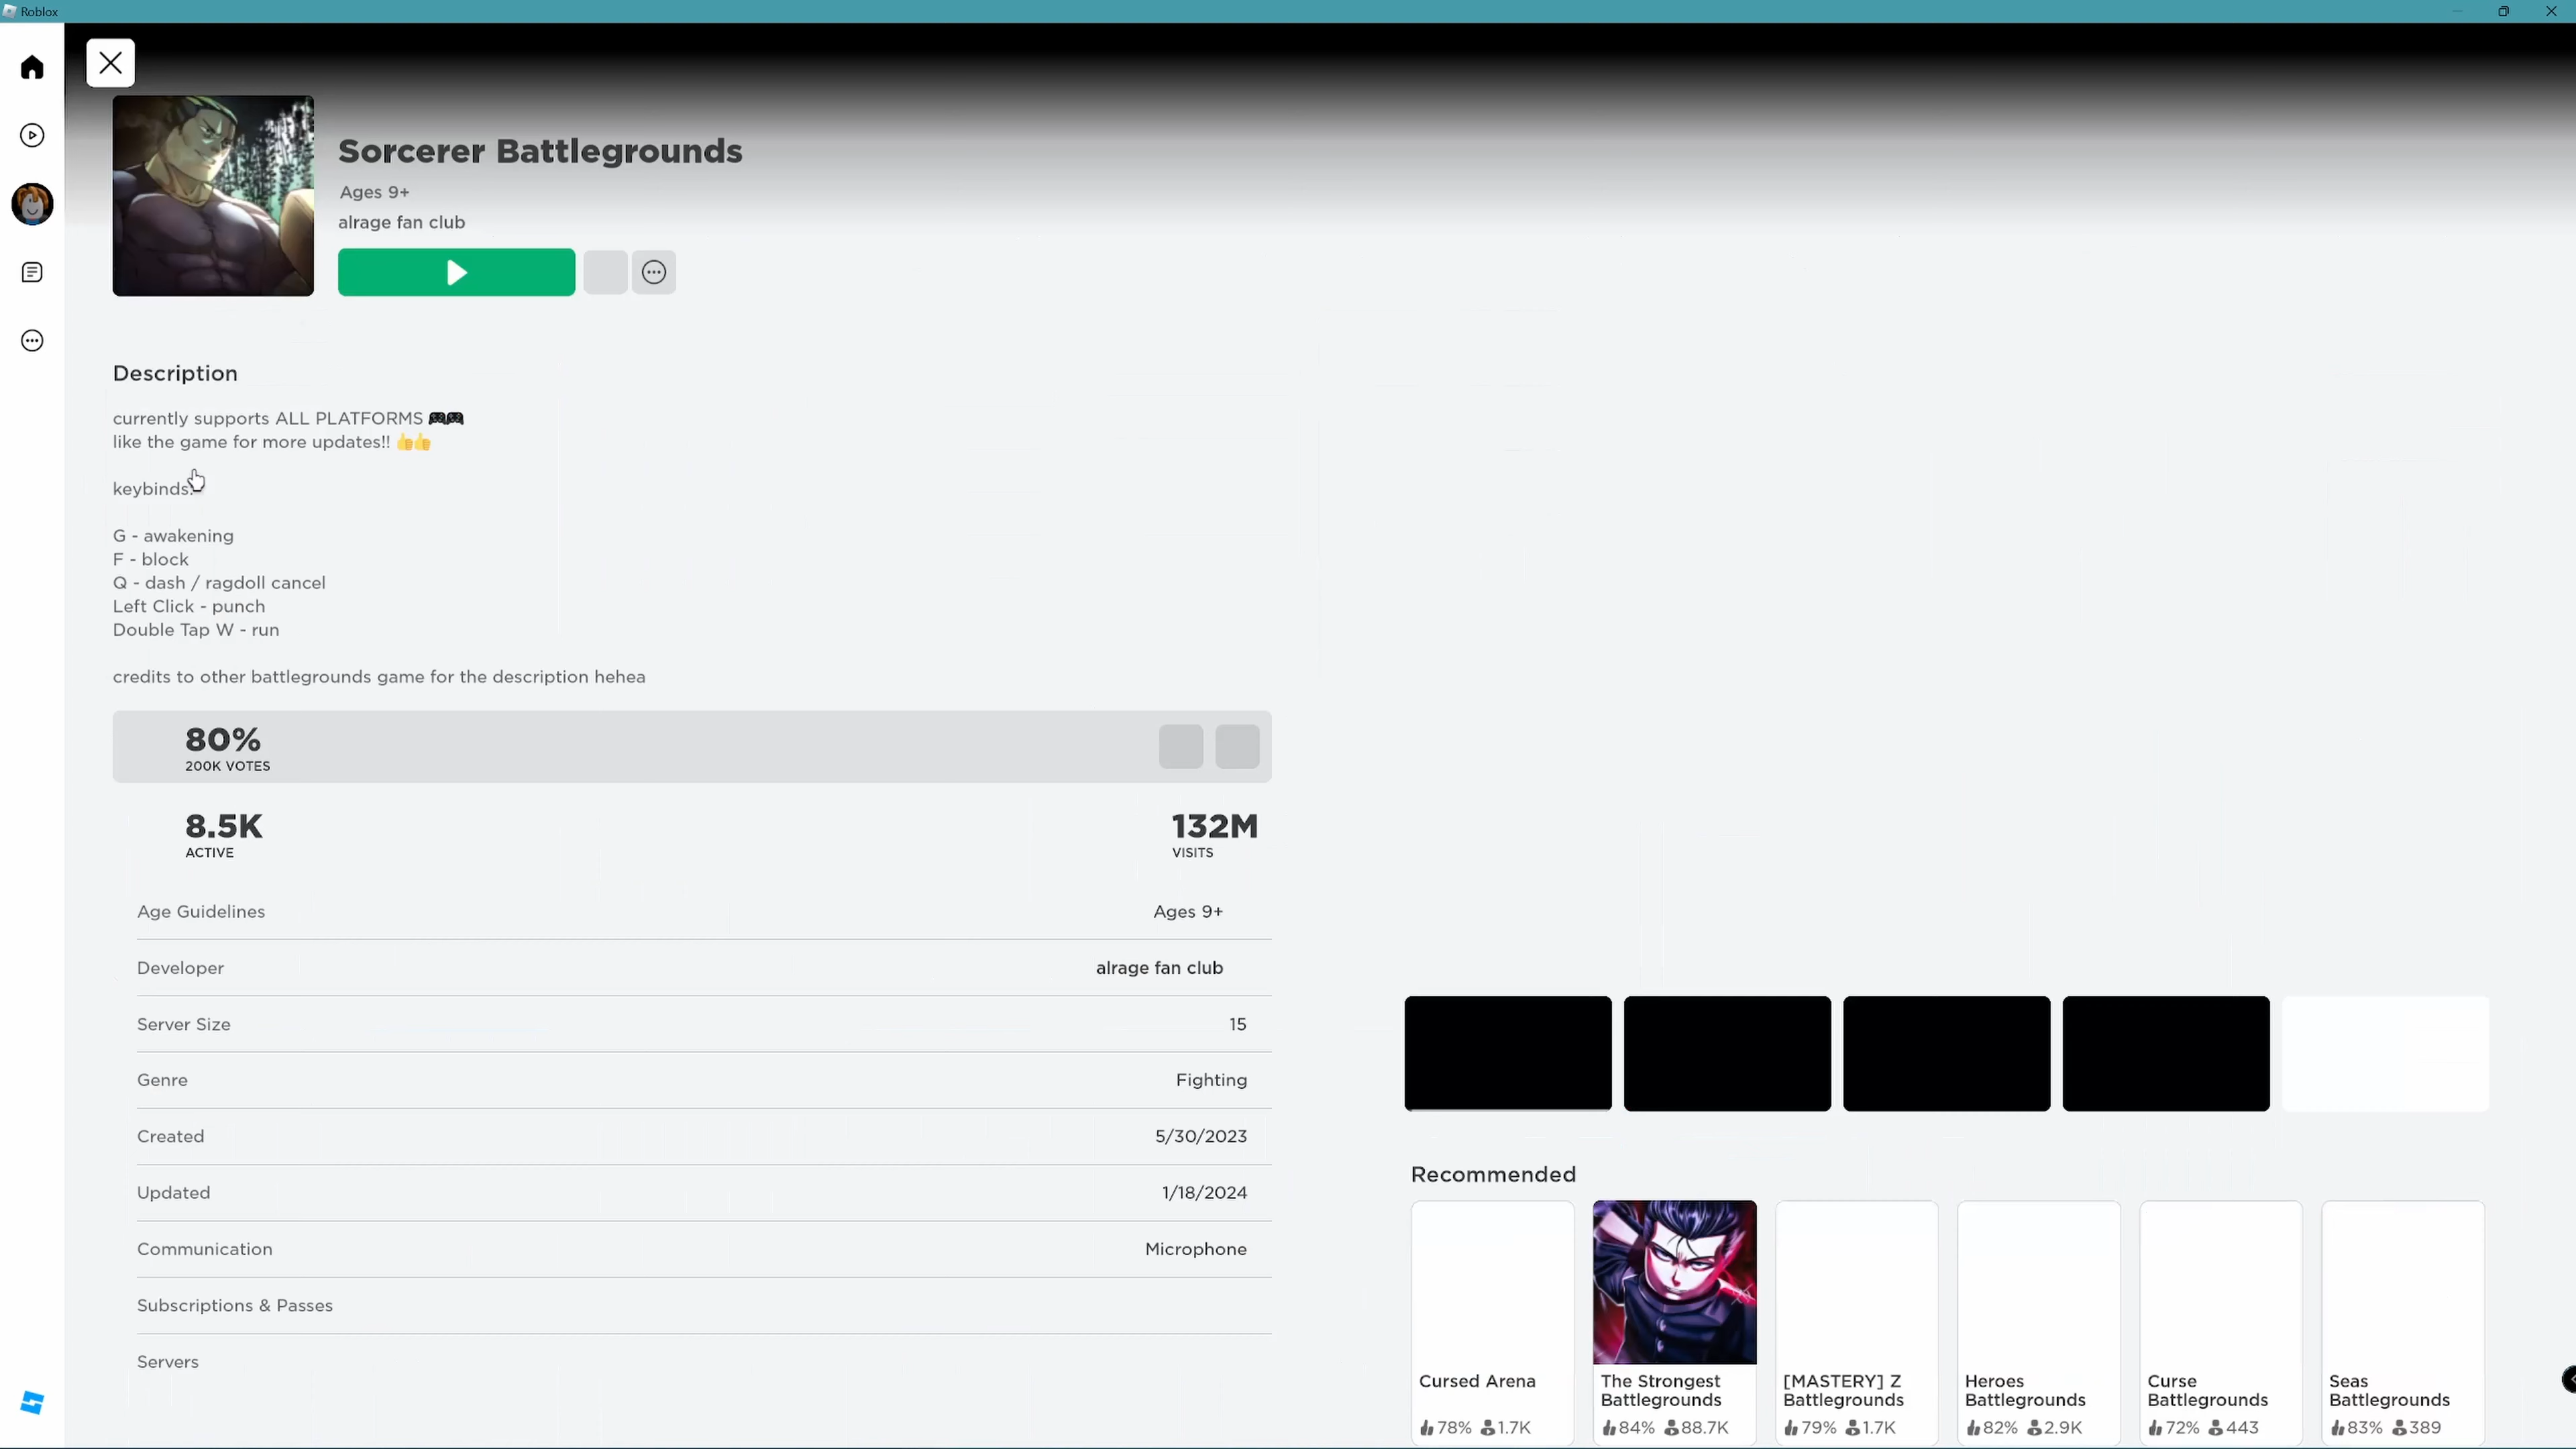 Roblox
Sorcerer Battlegrounds
Ages 9+
alrage fan club
Description
currently supports ALL PLATFORMS 🎮🎮
like the game for more updates!! 👍👍
keybinds:
G - awakening
F - block
Q - dash / ragdoll cancel
Left Click - punch
Double Tap W - run
credits to other battlegrounds game for the description hehea
80%
200K VOTES
8.5K
ACTIVE
132M
VISITS
Age Guidelines
Ages 9+
Developer
alrage fan club
Server Size
15
Genre
Fighting
Created
5/30/2023
Updated
1/18/2024
Communication
Microphone
Subscriptions & Passes
Servers
Recommended
Cursed Arena
78% 1.7K
The Strongest
Battlegrounds
84% 88.7K
[MASTERY] Z
Battlegrounds
79% 1.7K
Heroes
Battlegrounds
82% 2.9K
Curse
Battlegrounds
72% 443
Seas
Battlegrounds
83% 389